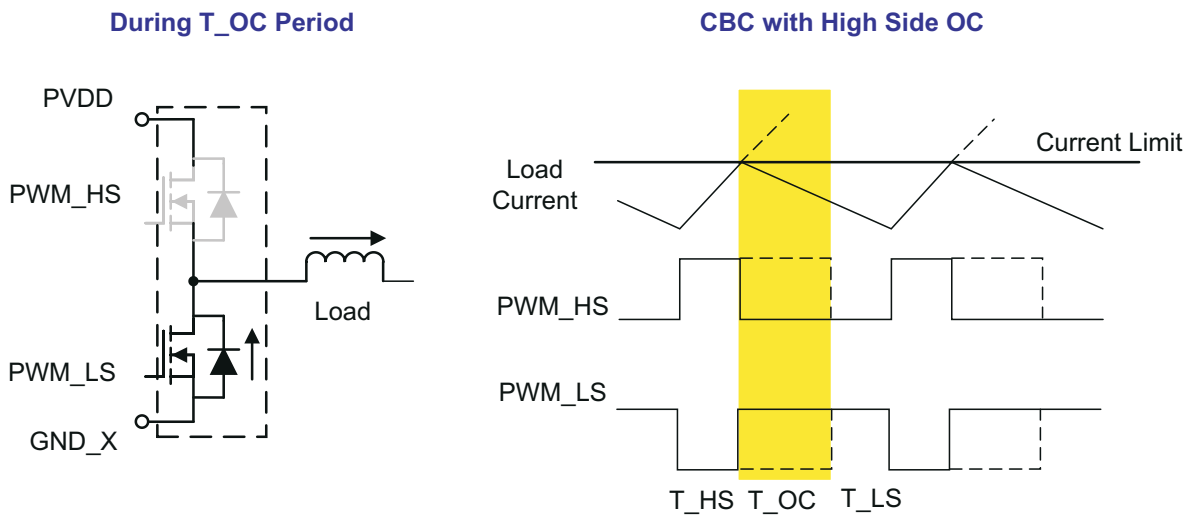 During T_OC Period
PVDD
PWM_HS
Load
PWM_LS
GND_X
CBC with High Side OC
Current Limit
Load
Current
PWM_HS
PWM_LS
T_HS T_OC T_LS